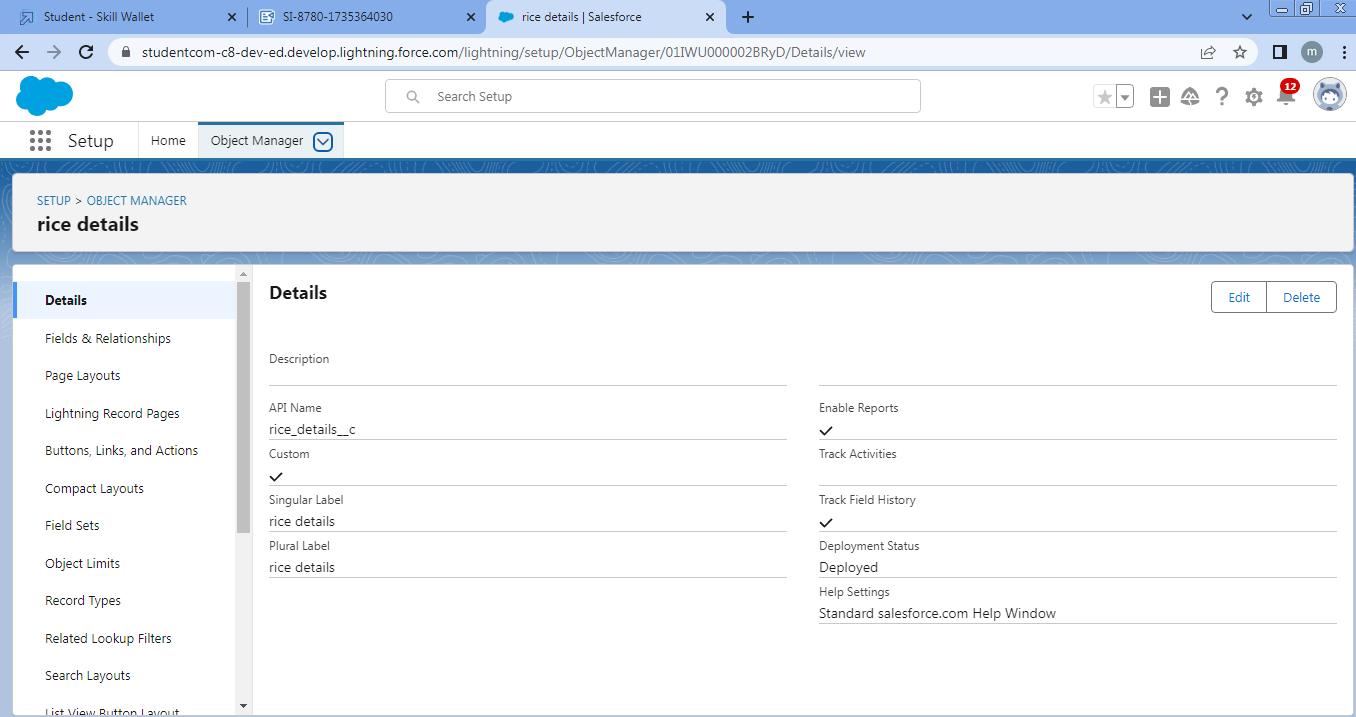 Student - Skill Wallet
SI-8780-1735364030
rice details | Salesforce
studentcom-c8-dev-ed.develop.lightning.force.com/lightning/setup/ObjectManager/01IWU000002BRyD/Details/view
m
Search Setup
12
Setup
Home
Object Manager
SETUP > OBJECT MANAGER
rice details
Details
Fields & Relationships
Page Layouts
Lightning Record Pages
Buttons, Links, and Actions
Compact Layouts
Field Sets
Object Limits
Record Types
Related Lookup Filters
Search Layouts
List View Button Layout
Details
Edit
Delete
Description
API Name
rice_details__c
Custom
Singular Label
rice details
Plural Label
rice details
Enable Reports
Track Activities
Track Field History
Deployment Status
Deployed
Help Settings
Standard salesforce.com Help Window